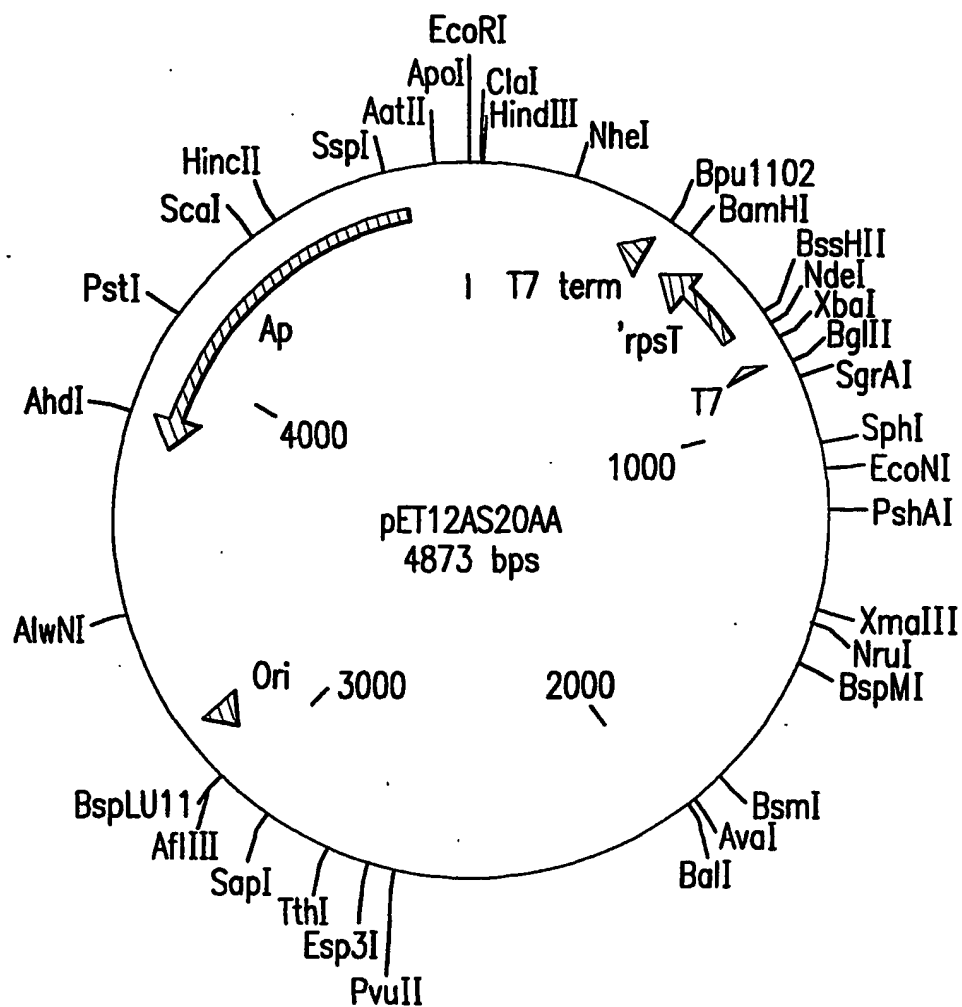 EcoRI
ApoI
ClaI
AatII
HindIII
SspI
NheI
HincII
Bpu1102
ScaI
BamHI
BssHII
NdeI
PstI
I
T7 term
XbaI
Ap
'rpsT
BglII
SgrAI
AhdI
T7
4000
SphI
1000
EcoNI
PshAI
pET12AS20AA
4873 bps
XmaIII
AlwNI
NruI
Ori
3000
2000
BspMI
BspLU11
BsmI
AflIII
AvaI
SapI
BalI
TthI
Esp3I
PvuII